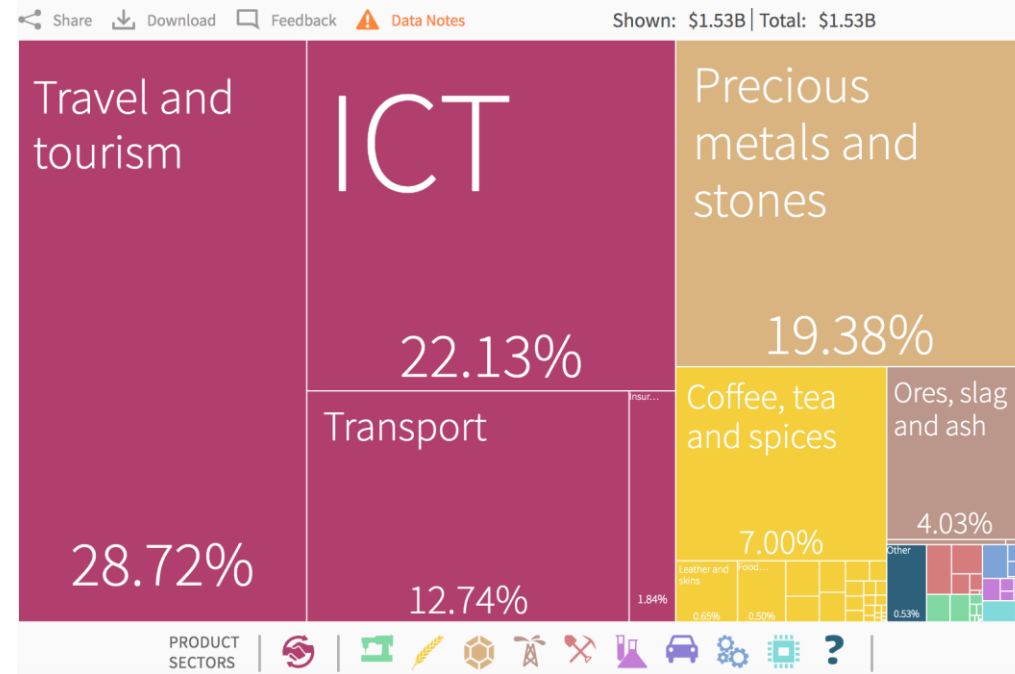 Share Download Feedback Data Notes Shown: $1.53B Total: $1.53B
Travel and
tourism
28.72%
ICT
22.13%
Transport
12.74%
Insur...
1.84%
Precious
metals and
stones
19.38%
Coffee, tea
and spices
7.00%
Ores, slag
and ash
4.03%
Leather and
skins
0.65%
Food...
0.50%
Other
0.53%
PRODUCT
SECTORS
?